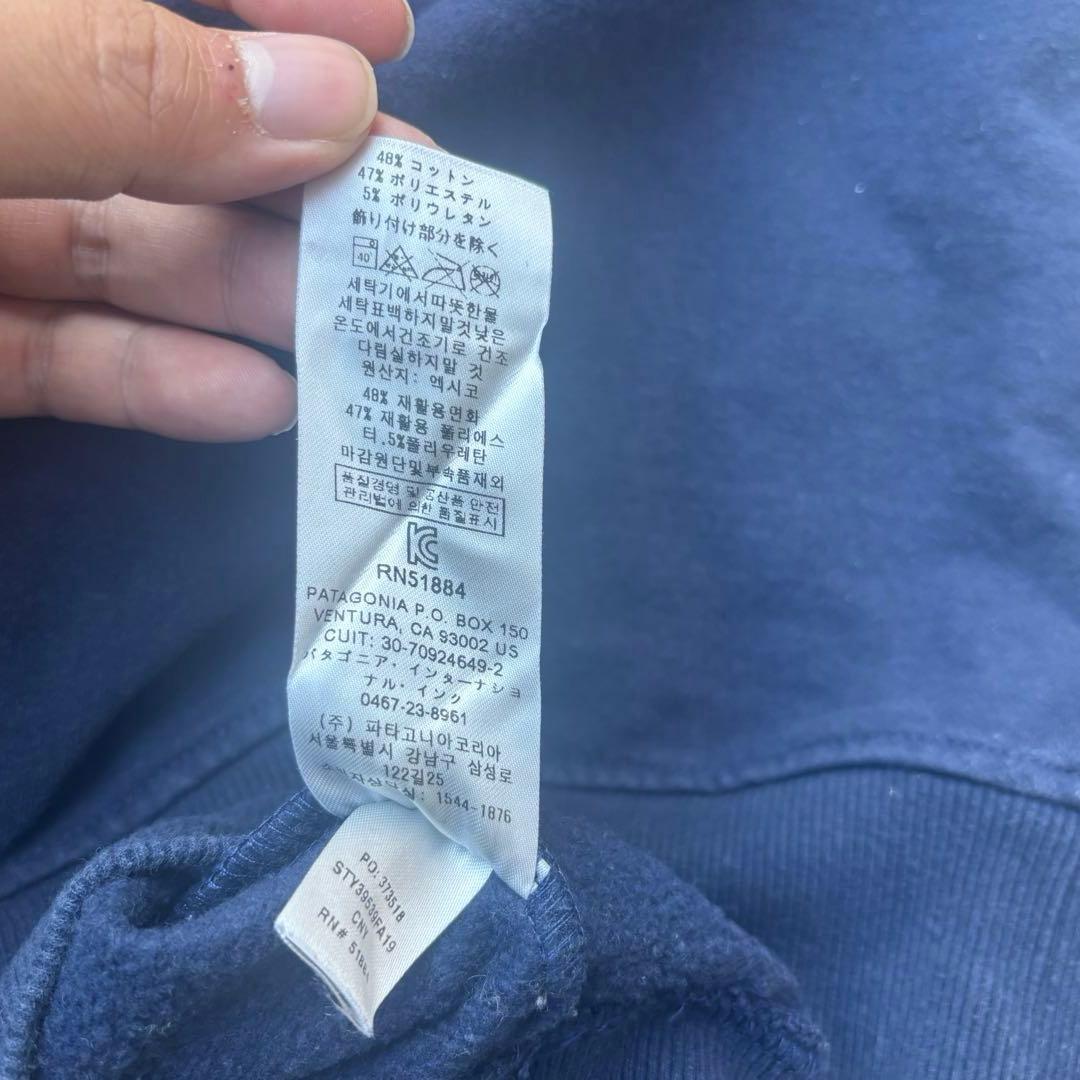 48% コットン
47% ポリエステル
5% ポリウレタン
飾り付け部分を除く
40
세탁기에서따뜻한물
세탁표백하지말것낮은
온도에서건조기로 건조
다림실하지말 것
원산지: 엑시코
48% 재활용면화
47% 재활용 폴리에스
터.5%폴리우레탄
마감원단및부속품재외
품질경영 및 공산품 안전
관리법에 의한 품질표시
RN51884
PATAGONIA P.O. BOX 150
VENTURA, CA 93002 US
CUIT: 30-70924649-2
パタゴニア・インターナショ
ナル・インク
0467-23-8961
(주) 파타고니아코리아
서울특별시 강남구 삼성로
122길25
1544-1876
PO: 373518
STY39539FA19
CNY
RN# 5188